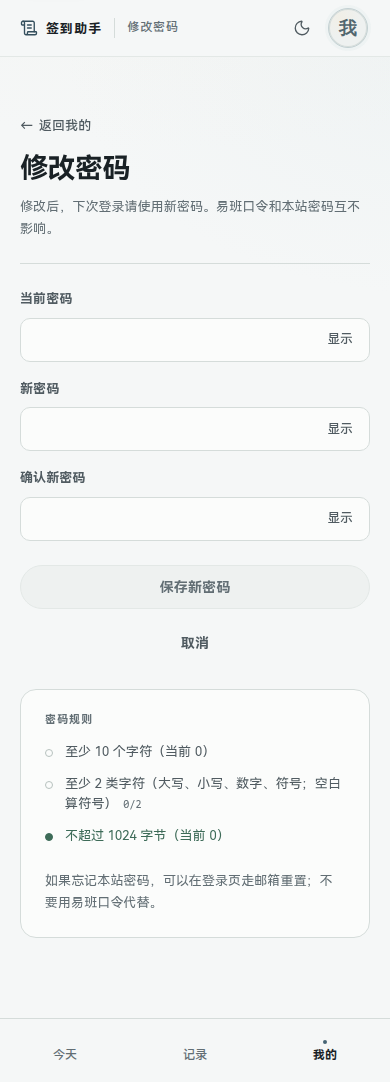 签到助手
修改密码
我
← 返回我的
修改密码
修改后，下次登录请使用新密码。易班口令和本站密码互不
影响。
当前密码
显示
新密码
显示
确认新密码
显示
保存新密码
取消
密码规则
至少 10 个字符（当前 0）
至少 2 类字符（大写、小写、数字、符号；空白
算符号） 0/2
不超过 1024 字节（当前 0）
如果忘记本站密码，可以在登录页走邮箱重置；不
要用易班口令代替。
今天
记录
我的